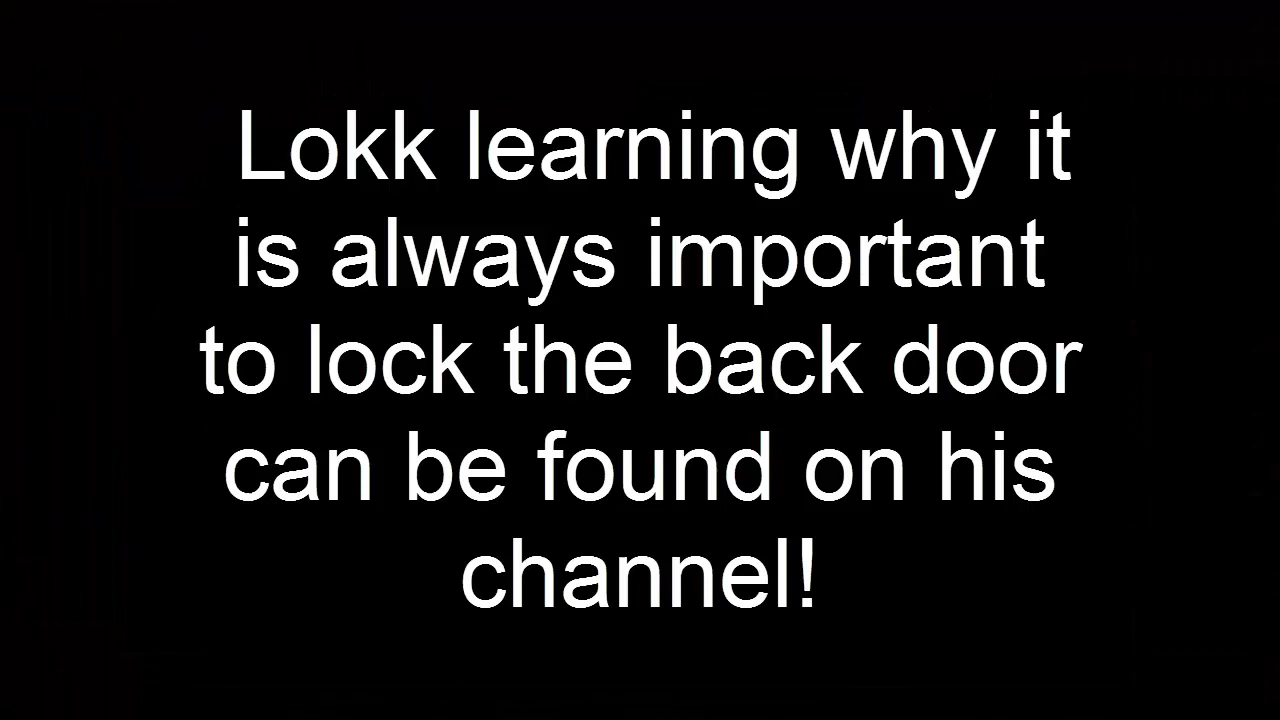 Lokk learning why it
is always important
to lock the back door
can be found on his
channel!